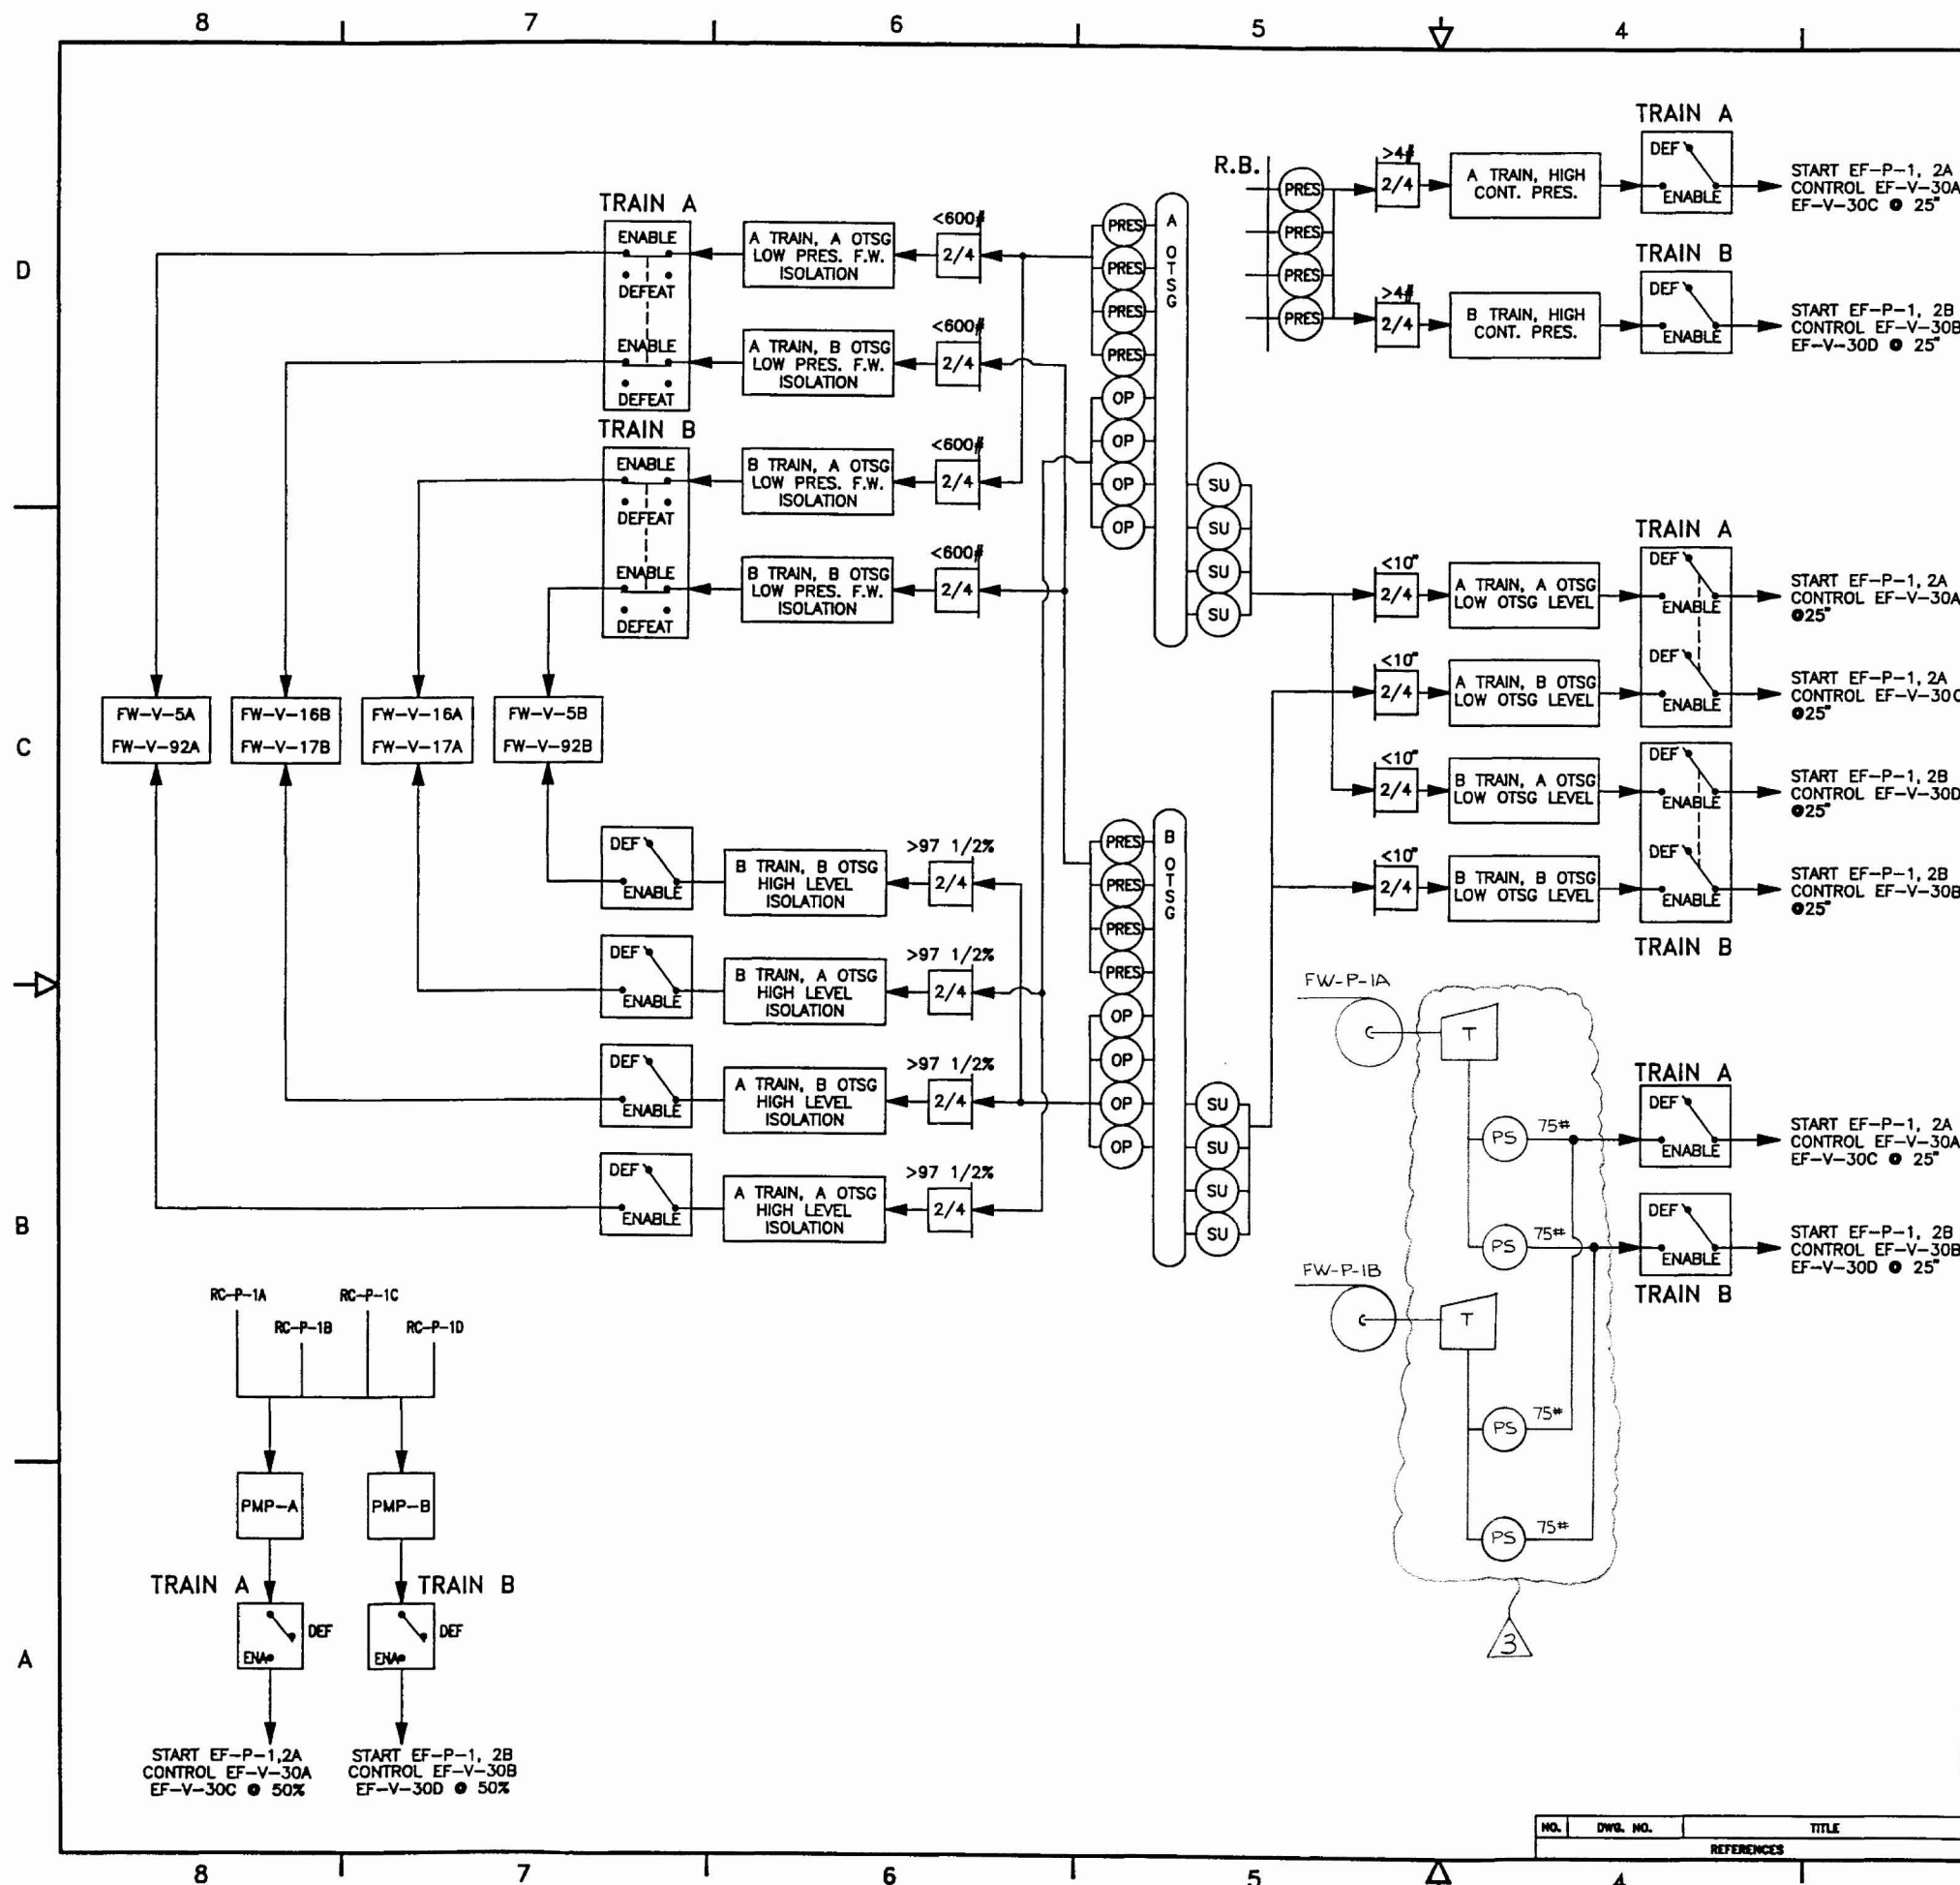 8 7 6 5 4
D
C
B
A
TRAIN A
ENABLE
DEFEAT
ENABLE
DEFEAT
TRAIN B
ENABLE
DEFEAT
ENABLE
DEFEAT
A TRAIN, A OTSG
LOW PRES. F.W.
ISOLATION
<600#
2/4
A TRAIN, B OTSG
LOW PRES. F.W.
ISOLATION
<600#
2/4
B TRAIN, A OTSG
LOW PRES. F.W.
ISOLATION
<600#
2/4
B TRAIN, B OTSG
LOW PRES. F.W.
ISOLATION
<600#
2/4
PRES
PRES
PRES
PRES
OP
OP
OP
OP
A OTSG
SU
SU
SU
SU
R.B.
PRES
PRES
PRES
PRES
>4#
2/4
A TRAIN, HIGH
CONT. PRES.
TRAIN A
DEF
ENABLE
START EF-P-1, 2A
CONTROL EF-V-30A
EF-V-30C @ 25"
>4#
2/4
B TRAIN, HIGH
CONT. PRES.
TRAIN B
DEF
ENABLE
START EF-P-1, 2B
CONTROL EF-V-30B
EF-V-30D @ 25"
<10"
2/4
A TRAIN, A OTSG
LOW OTSG LEVEL
TRAIN A
DEF
ENABLE
START EF-P-1, 2A
CONTROL EF-V-30A
@25"
<10"
2/4
A TRAIN, B OTSG
LOW OTSG LEVEL
DEF
ENABLE
START EF-P-1, 2A
CONTROL EF-V-30C
@25"
<10"
2/4
B TRAIN, A OTSG
LOW OTSG LEVEL
DEF
ENABLE
START EF-P-1, 2B
CONTROL EF-V-30D
@25"
<10"
2/4
B TRAIN, B OTSG
LOW OTSG LEVEL
DEF
ENABLE
TRAIN B
START EF-P-1, 2B
CONTROL EF-V-30B
@25"
FW-V-5A
FW-V-92A
FW-V-16B
FW-V-17B
FW-V-16A
FW-V-17A
FW-V-5B
FW-V-92B
DEF
ENABLE
B TRAIN, B OTSG
HIGH LEVEL
ISOLATION
>97 1/2%
2/4
DEF
ENABLE
B TRAIN, A OTSG
HIGH LEVEL
ISOLATION
>97 1/2%
2/4
DEF
ENABLE
A TRAIN, B OTSG
HIGH LEVEL
ISOLATION
>97 1/2%
2/4
DEF
ENABLE
A TRAIN, A OTSG
HIGH LEVEL
ISOLATION
>97 1/2%
2/4
PRES
PRES
PRES
PRES
OP
OP
OP
OP
B OTSG
SU
SU
SU
SU
FW-P-1A
C
T
PS 75#
PS 75#
FW-P-1B
C
T
PS 75#
PS 75#
3
TRAIN A
DEF
ENABLE
START EF-P-1, 2A
CONTROL EF-V-30A
EF-V-30C @ 25"
DEF
ENABLE
TRAIN B
START EF-P-1, 2B
CONTROL EF-V-30B
EF-V-30D @ 25"
RC-P-1A
RC-P-1B
RC-P-1C
RC-P-1D
PMP-A
PMP-B
TRAIN A
DEF
ENA
TRAIN B
DEF
ENA
START EF-P-1,2A
CONTROL EF-V-30A
EF-V-30C @ 50%
START EF-P-1, 2B
CONTROL EF-V-30B
EF-V-30D @ 50%
NO. DWG. NO. TITLE
REFERENCES
8 7 6 5 4